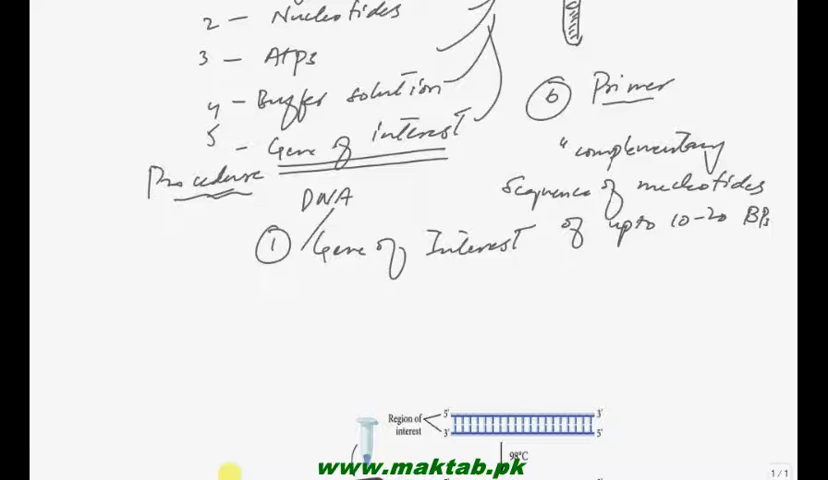 2 - Nucleotides
3 - ATPs
4 - Buffer solution
5 - Gene of interest
6 Primer
"complementary
Sequence of nucleotides
of upto 10-20 BPs
Procedure
DNA
1 Gene of Interest
Region of interest
5' 3'
3' 5'
98°C
www.maktab.pk
1/1